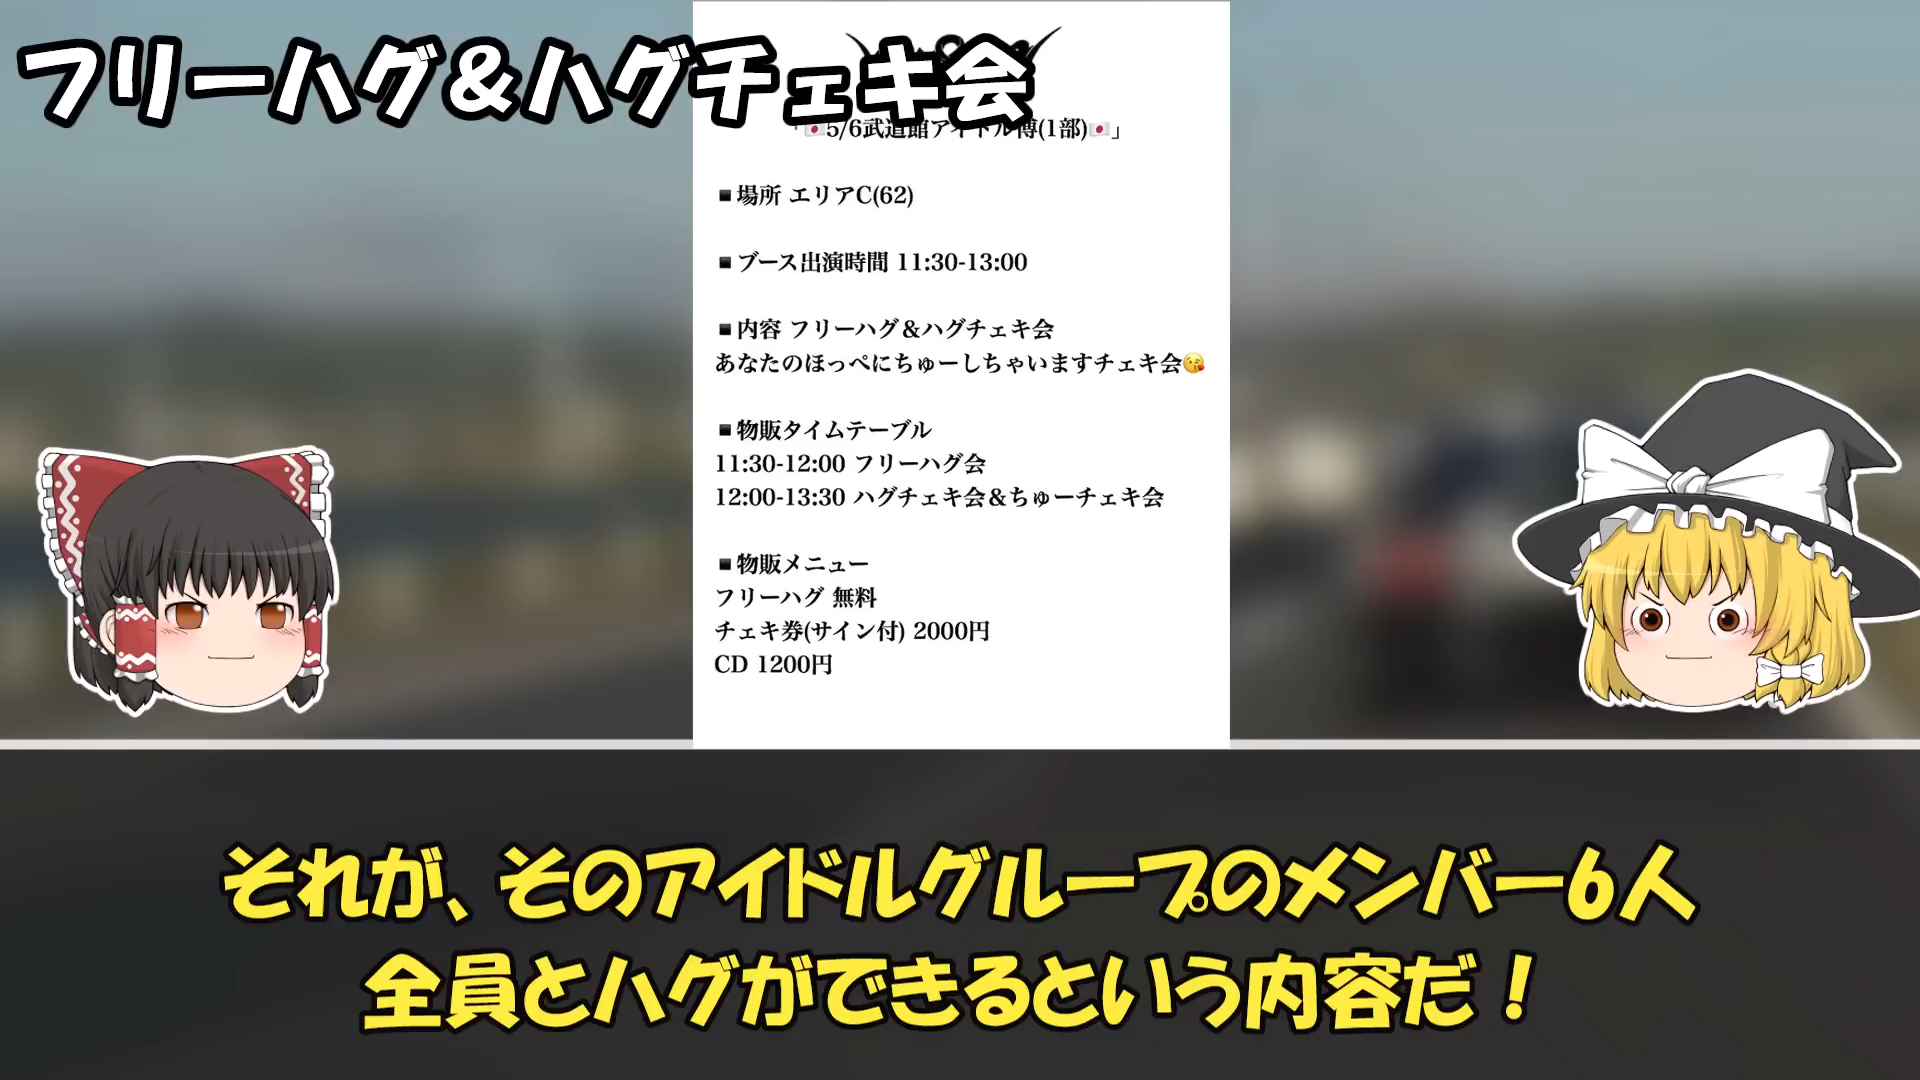 フリーハグ&ハグチェキ会
「🇯🇵5/6武道館アイドル博(1部)🇯🇵」
■場所 エリアC(62)
■ブース出演時間 11:30-13:00
■内容 フリーハグ&ハグチェキ会
あなたのほっぺにちゅーしちゃいますチェキ会😘
■物販タイムテーブル
11:30-12:00 フリーハグ会
12:00-13:30 ハグチェキ会&ちゅーチェキ会
■物販メニュー
フリーハグ 無料
チェキ券(サイン付) 2000円
CD 1200円
それが、そのアイドルグループのメンバー6人
全員とハグができるという内容だ!